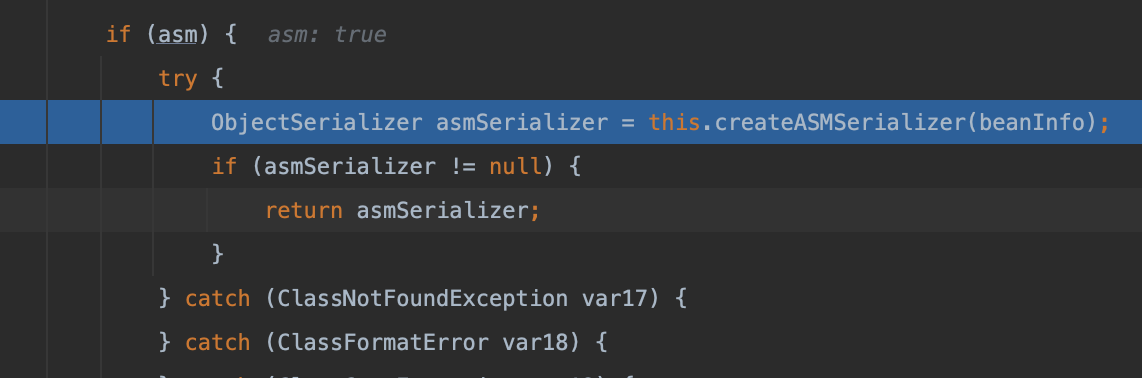 if (asm) { asm: true
try {
ObjectSerializer asmSerializer = this.createASMSerializer(beanInfo);
if (asmSerializer != null) {
return asmSerializer;
}
} catch (ClassNotFoundException var17) {
} catch (ClassFormatError var18) {